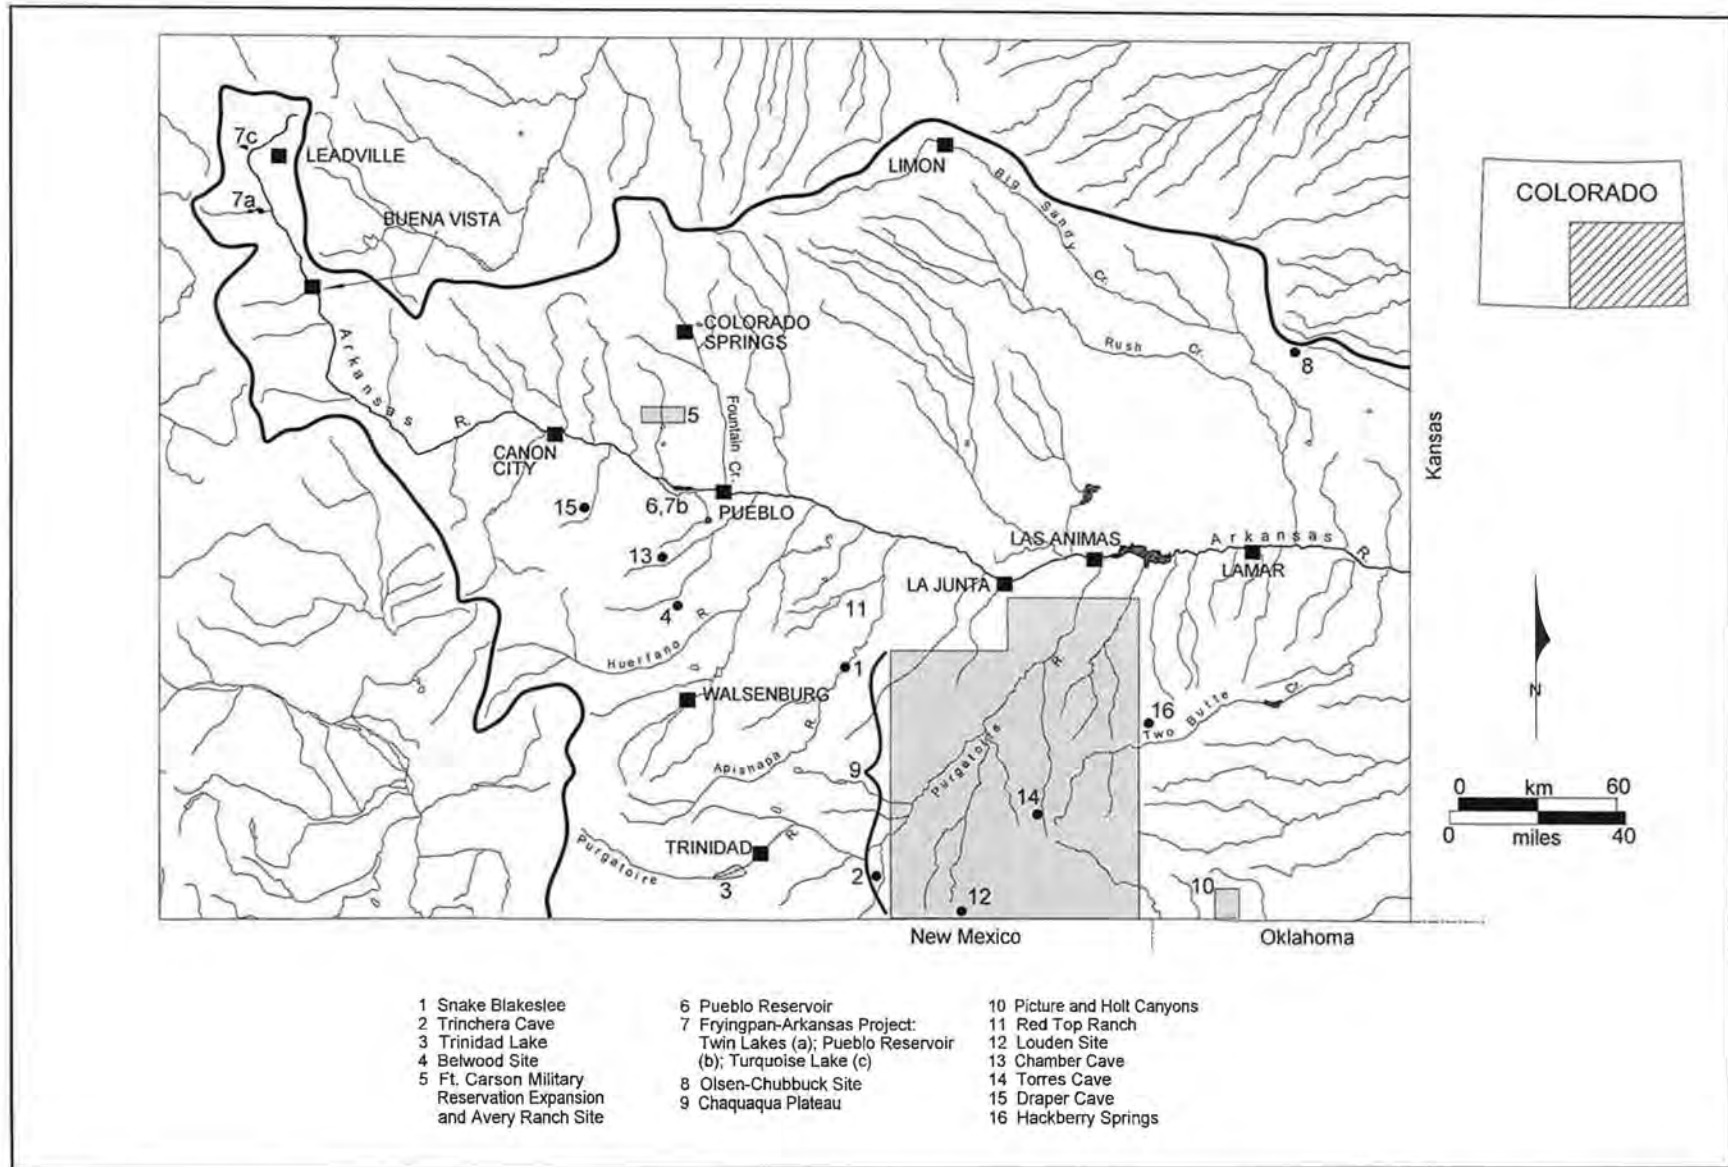 7c
LEADVILLE
7a
BUENA VISTA
LIMON
Big Sandy Cr.
COLORADO
COLORADO
SPRINGS
Rush Cr.
8
Arkansas R.
5
Fountain Cr.
CANON
CITY
Kansas
15
6,7b
PUEBLO
13
LAS ANIMAS
Arkansas R
LAMAR
LA JUNTA
4
11
Huerfano R.
1
WALSENBURG
16
Two Butte Cr.
Apishapa R.
9
Purgatoire R.
14
N
0 km 60
0 miles 40
TRINIDAD
Purgatoire R.
3
2
12
10
New Mexico
Oklahoma
1 Snake Blakeslee
2 Trinchera Cave
3 Trinidad Lake
4 Belwood Site
5 Ft. Carson Military
Reservation Expansion
and Avery Ranch Site
6 Pueblo Reservoir
7 Fryingpan-Arkansas Project:
Twin Lakes (a); Pueblo Reservoir
(b); Turquoise Lake (c)
8 Olsen-Chubbuck Site
9 Chaquaqua Plateau
10 Picture and Holt Canyons
11 Red Top Ranch
12 Louden Site
13 Chamber Cave
14 Torres Cave
15 Draper Cave
16 Hackberry Springs